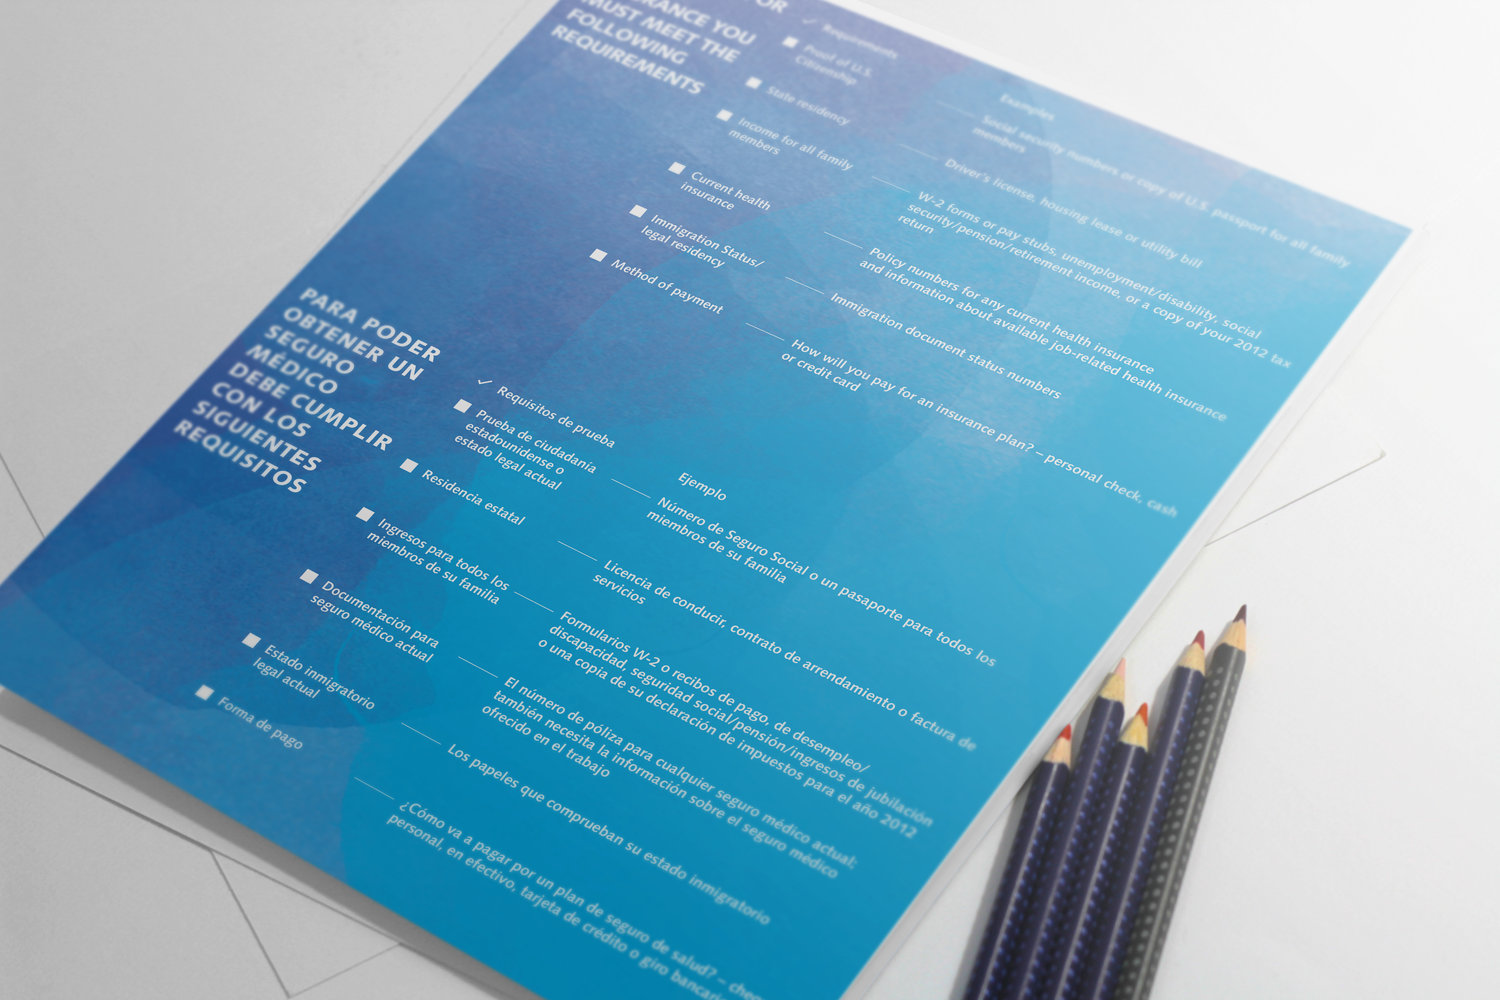 OR
RANCE YOU
MUST MEET THE
FOLLOWING
REQUIREMENTS
✓ Requirements
Examples
Proof of U.S.
Citizenship
Social security numbers or copy of U.S. passport for all family
members
State residency
Driver's license, housing lease or utility bill
Income for all family
members
W-2 forms or pay stubs, unemployment/disability, social
security/pension/retirement income, or a copy of your 2012 tax
return
Current health
insurance
Policy numbers for any current health insurance
and information about available job-related health insurance
Immigration Status/
legal residency
Immigration document status numbers
Method of payment
How will you pay for an insurance plan? – personal check, cash
or credit card
PARA PODER
OBTENER UN
SEGURO
MÉDICO
DEBE CUMPLIR
CON LOS
SIGUIENTES
REQUISITOS
✓ Requisitos de prueba
Ejemplo
Prueba de ciudadania
estadounidense o
estado legal actual
Número de Seguro Social o un pasaporte para todos los
miembros de su familia
Residencia estatal
Licencia de conducir, contrato de arrendamiento o factura de
servicios
Ingresos para todos los
miembros de su familia
Formularios W-2 o recibos de pago, de desempleo/
discapacidad, seguridad social/pensión/ingresos de jubilación
o una copia de su declaración de impuestos para el año 2012
Documentación para
seguro médico actual
El número de póliza para cualquier seguro médico actual;
también necesita la información sobre el seguro médico
ofrecido en el trabajo
Estado inmigratorio
legal actual
Los papeles que comprueban su estado inmigratorio
Forma de pago
¿Cómo va a pagar por un plan de seguro de salud? – cheq
personal, en efectivo, tarjeta de crédito o giro bancari